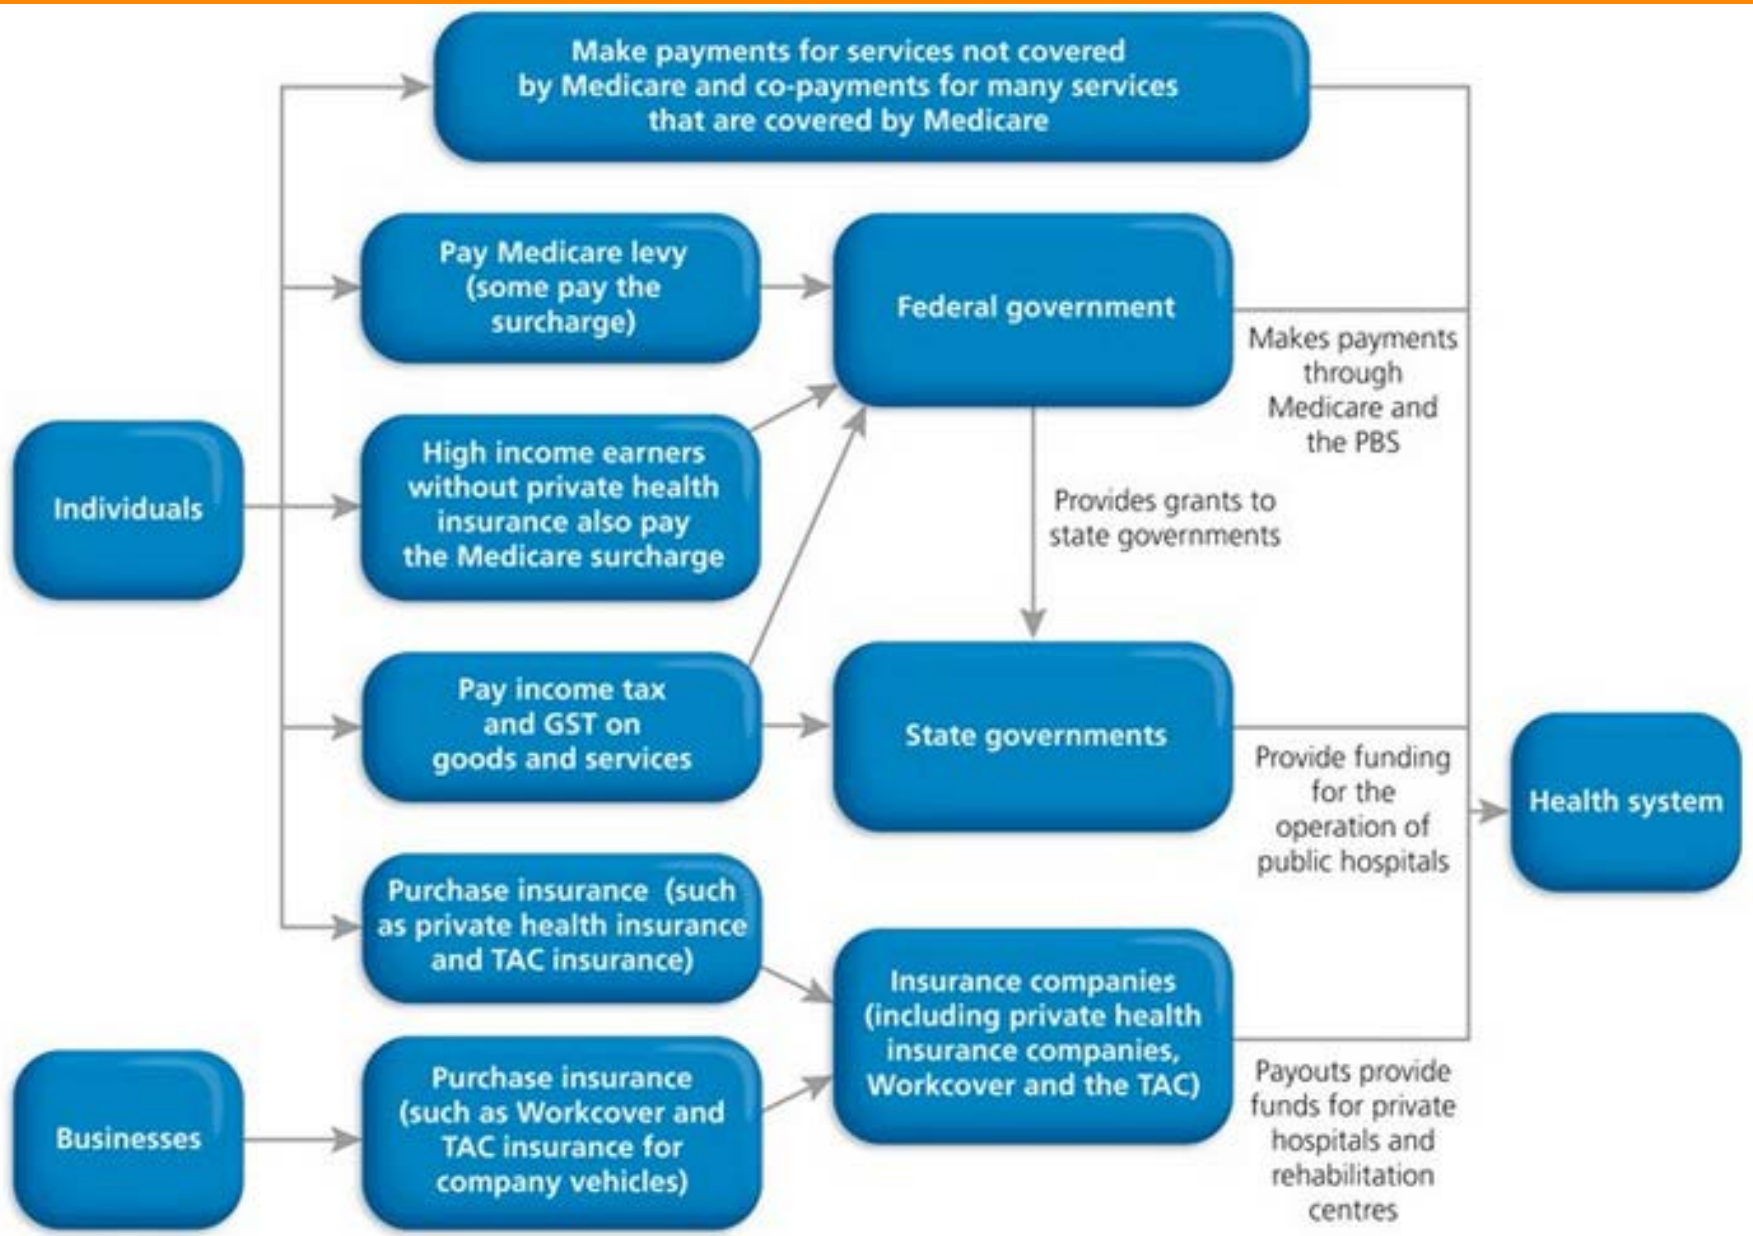 Make payments for services not covered
by Medicare and co-payments for many services
that are covered by Medicare
Pay Medicare levy
(some pay the
surcharge)
Federal government
Makes payments
through
Medicare and
the PBS
Individuals
High income earners
without private health
insurance also pay
the Medicare surcharge
Provides grants to
state governments
Pay income tax
and GST on
goods and services
State governments
Provide funding
for the
operation of
public hospitals
Health system
Purchase insurance (such
as private health insurance
and TAC insurance)
Insurance companies
(including private health
insurance companies,
Workcover and the TAC)
Businesses
Purchase insurance
(such as Workcover and
TAC insurance for
company vehicles)
Payouts provide
funds for private
hospitals and
rehabilitation
centres